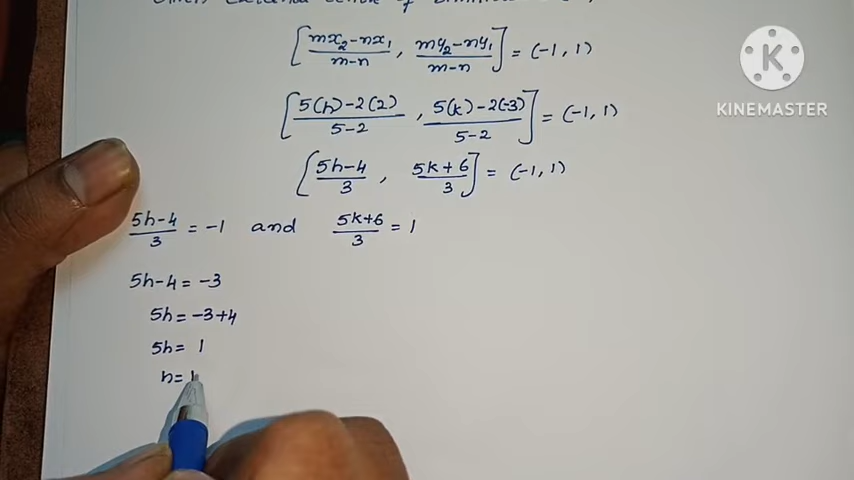 [mx₂-nx₁/m-n , my₂-ny₁/m-n] = (-1, 1)
[5(h)-2(2)/5-2 , 5(k)-2(-3)/5-2] = (-1, 1)
[5h-4/3 , 5k+6/3] = (-1, 1)
5h-4/3 = -1 and 5k+6/3 = 1
5h-4 = -3
5h = -3+4
5h = 1
h = 1
KINEMASTER